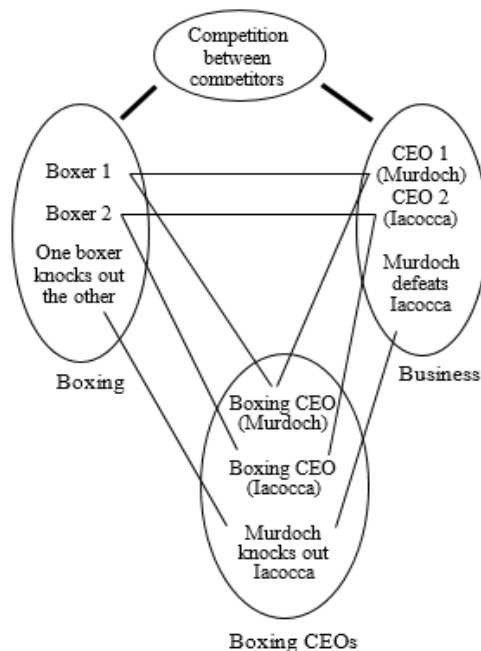 Competition
between
competitors
Boxer 1
Boxer 2
One boxer
knocks out
the other
Boxing
CEO 1
(Murdoch)
CEO 2
(Iacocca)
Murdoch
defeats
Iacocca
Business
Boxing CEO
(Murdoch)
Boxing CEO
(Iacocca)
Murdoch
knocks out
Iacocca
Boxing CEOs